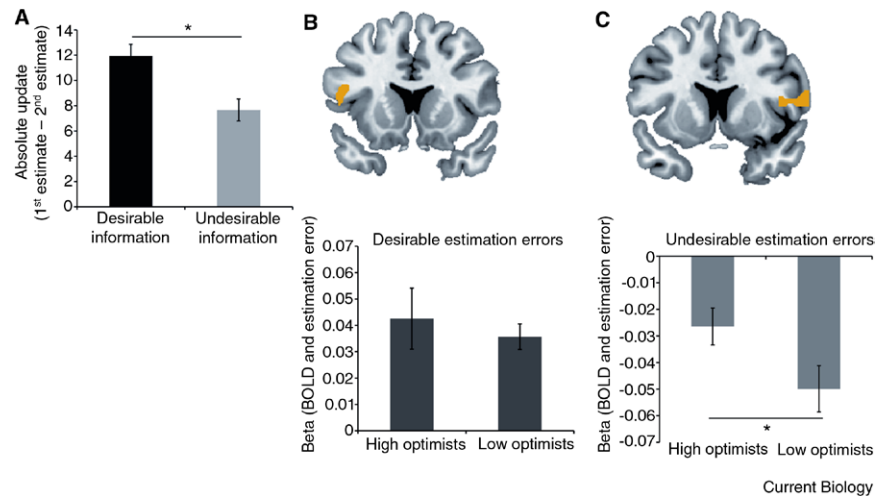 A
Absolute update
(1st estimate – 2nd estimate)
14
12
10
8
6
4
2
0
*
Desirable
information
Undesirable
information
B
Desirable estimation errors
Beta (BOLD and estimation error)
0.07
0.06
0.05
0.04
0.03
0.02
0.01
0
High optimists
Low optimists
C
Undesirable estimation errors
Beta (BOLD and estimation error)
0
-0.01
-0.02
-0.03
-0.04
-0.05
-0.06
-0.07
*
High optimists
Low optimists
Current Biology